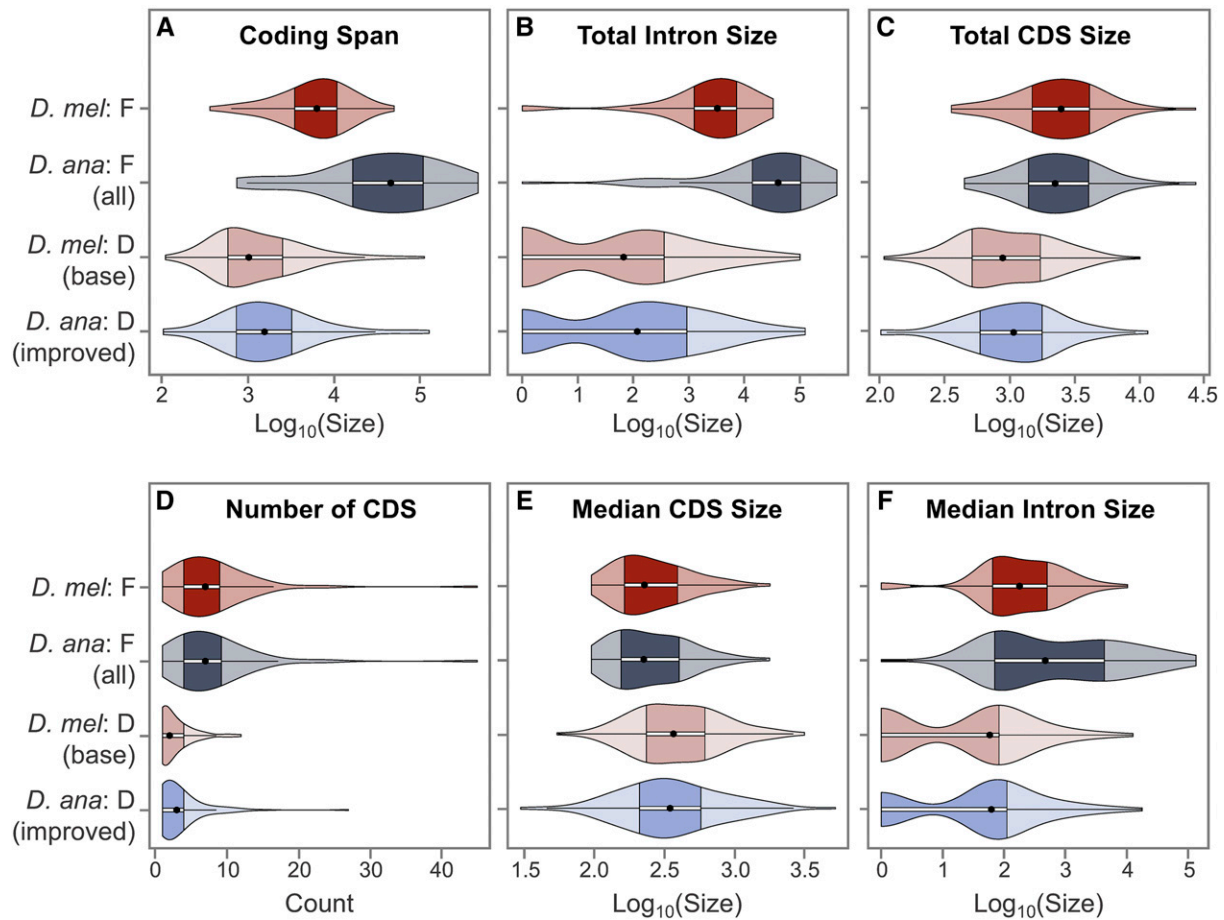 A Coding Span
B Total Intron Size
C Total CDS Size
D. mel: F
D. ana: F
(all)
D. mel: D
(base)
D. ana: D
(improved)
2 3 4 5
0 1 2 3 4 5
2.0 2.5 3.0 3.5 4.0 4.5
Log10(Size)
Log10(Size)
Log10(Size)
D Number of CDS
E Median CDS Size
F Median Intron Size
D. mel: F
D. ana: F
(all)
D. mel: D
(base)
D. ana: D
(improved)
0 10 20 30 40
1.5 2.0 2.5 3.0 3.5
0 1 2 3 4 5
Count
Log10(Size)
Log10(Size)